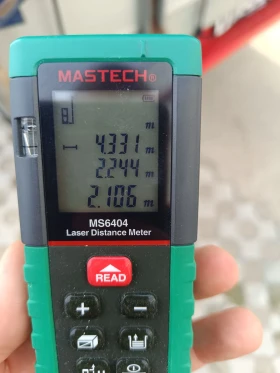 MASTECH®
4.331 m
2.244 m
2.106 m
MS6404
Laser Distance Meter
READ
+
−